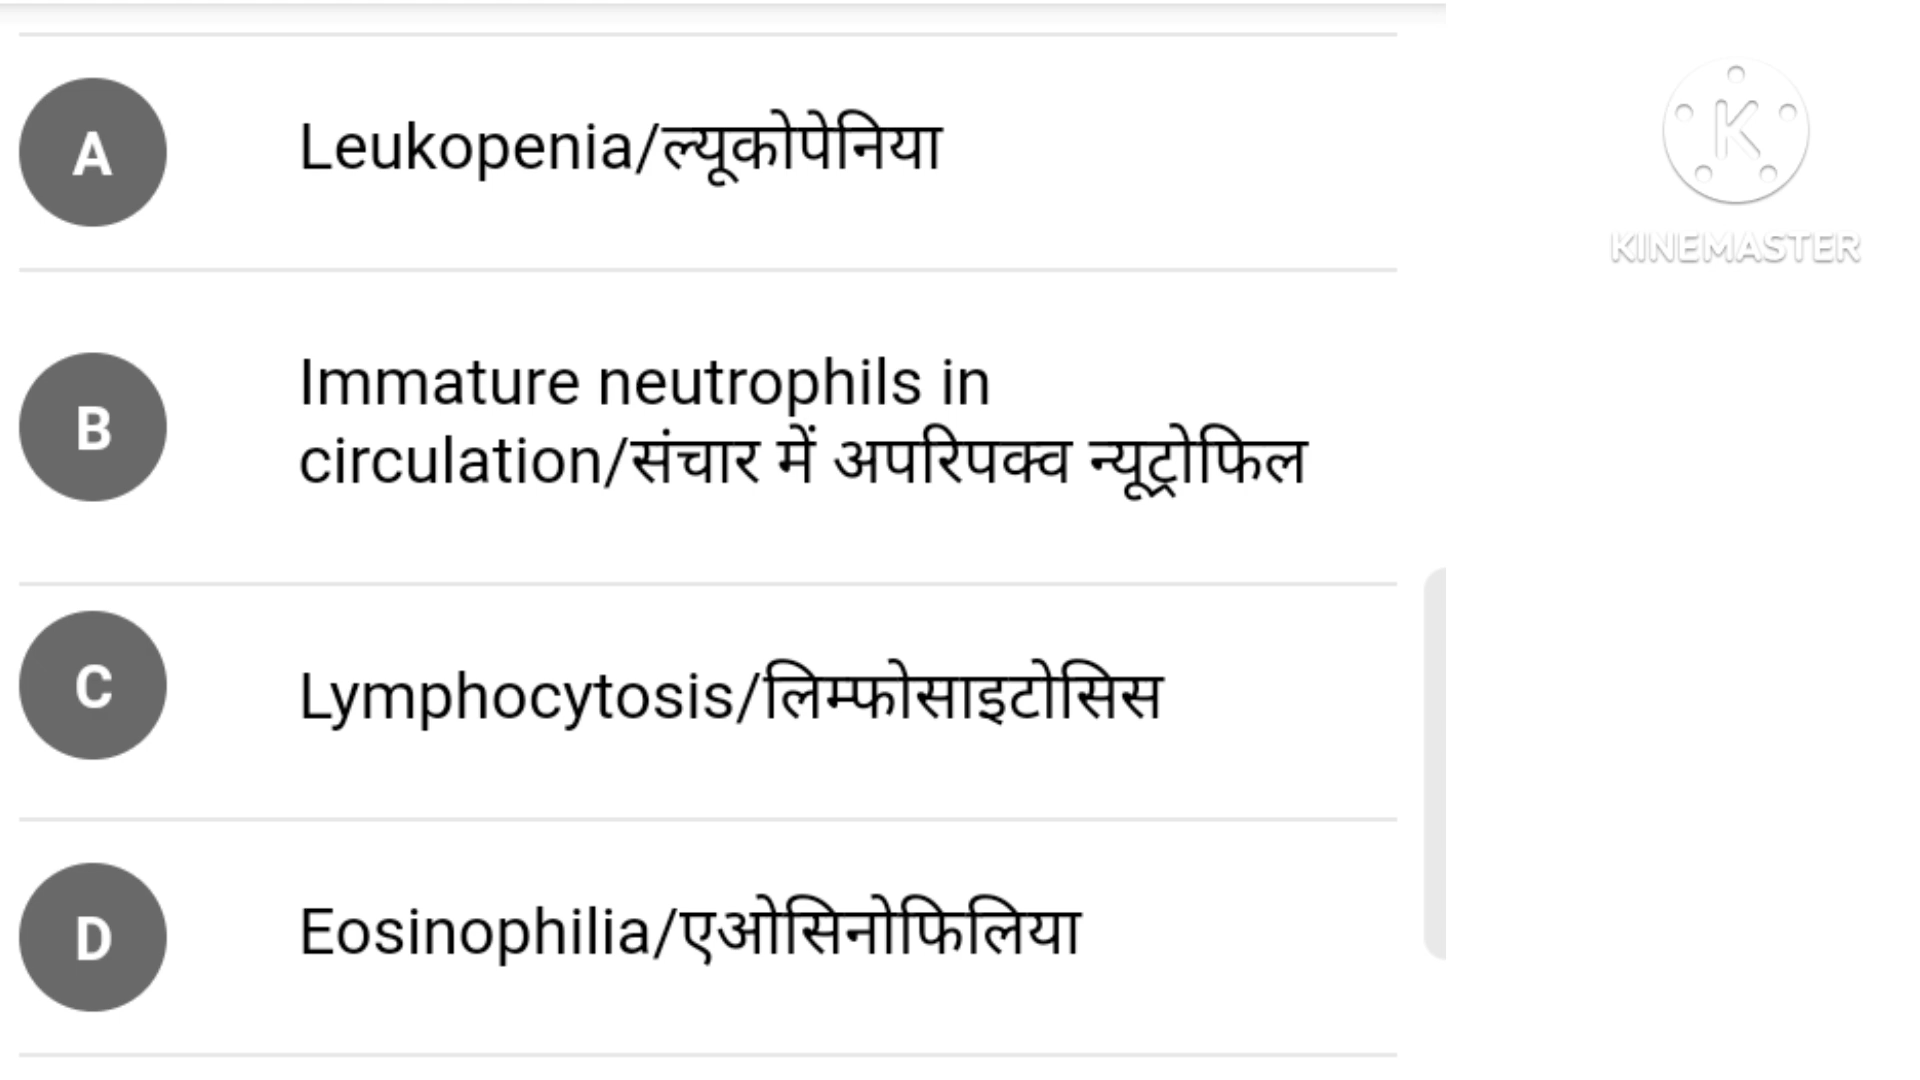 A
Leukopenia/ल्यूकोपेनिया
B
Immature neutrophils in
circulation/संचार में अपरिपक्व न्यूट्रोफिल
C
Lymphocytosis/लिम्फोसाइटोसिस
D
Eosinophilia/एओसिनोफिलिया
K
KINEMASTER